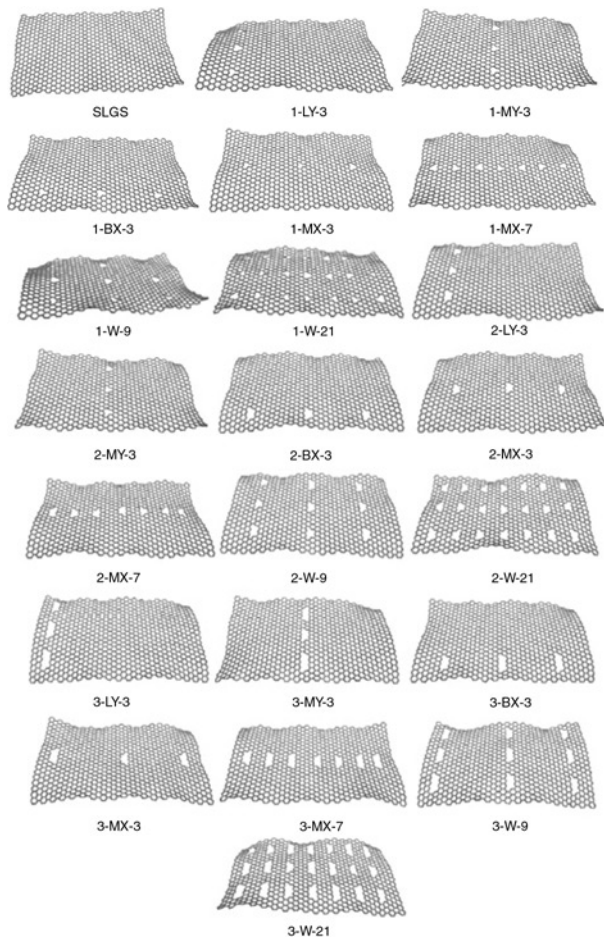 SLGS 1-LY-3 1-MY-3
1-BX-3 1-MX-3 1-MX-7
1-W-9 1-W-21 2-LY-3
2-MY-3 2-BX-3 2-MX-3
2-MX-7 2-W-9 2-W-21
3-LY-3 3-MY-3 3-BX-3
3-MX-3 3-MX-7 3-W-9
3-W-21